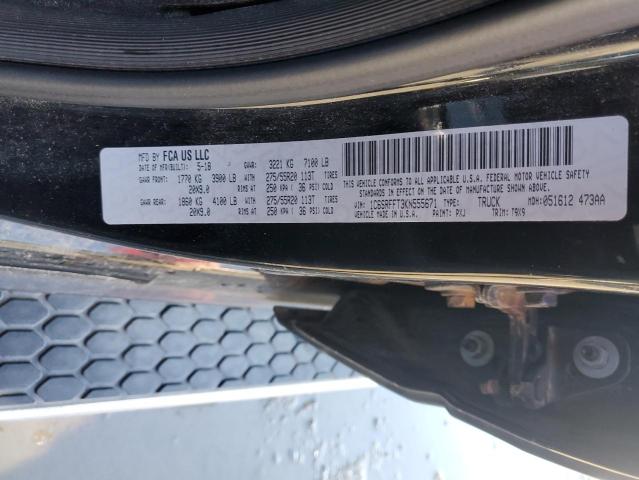 MFD BY FCA US LLC
DATE OF MFR(BUILT): 5-18 GVWR: 3221 KG 7100 LB
GAWR FRONT: 1770 KG 3900 LB 275/55R20 113T TIRES
20X9.0 RIMS AT 250 KPA( 36 PSI) COLD
GAWR REAR: 1860 KG 4100 LB 275/55R20 113T TIRES
20X9.0 RIMS AT 250 KPA( 36 PSI) COLD
THIS VEHICLE CONFORMS TO ALL APPLICABLE U.S.A. FEDERAL MOTOR VEHICLE SAFETY
STANDARDS IN EFFECT ON THE DATE OF MANUFACTURE SHOWN ABOVE.
MADE IN U.S.A.
VIN: 1C6SRFFT3KN555671 TYPE: TRUCK MDH: 051612 473AA
PAINT: PXJ TRIM: T9X9